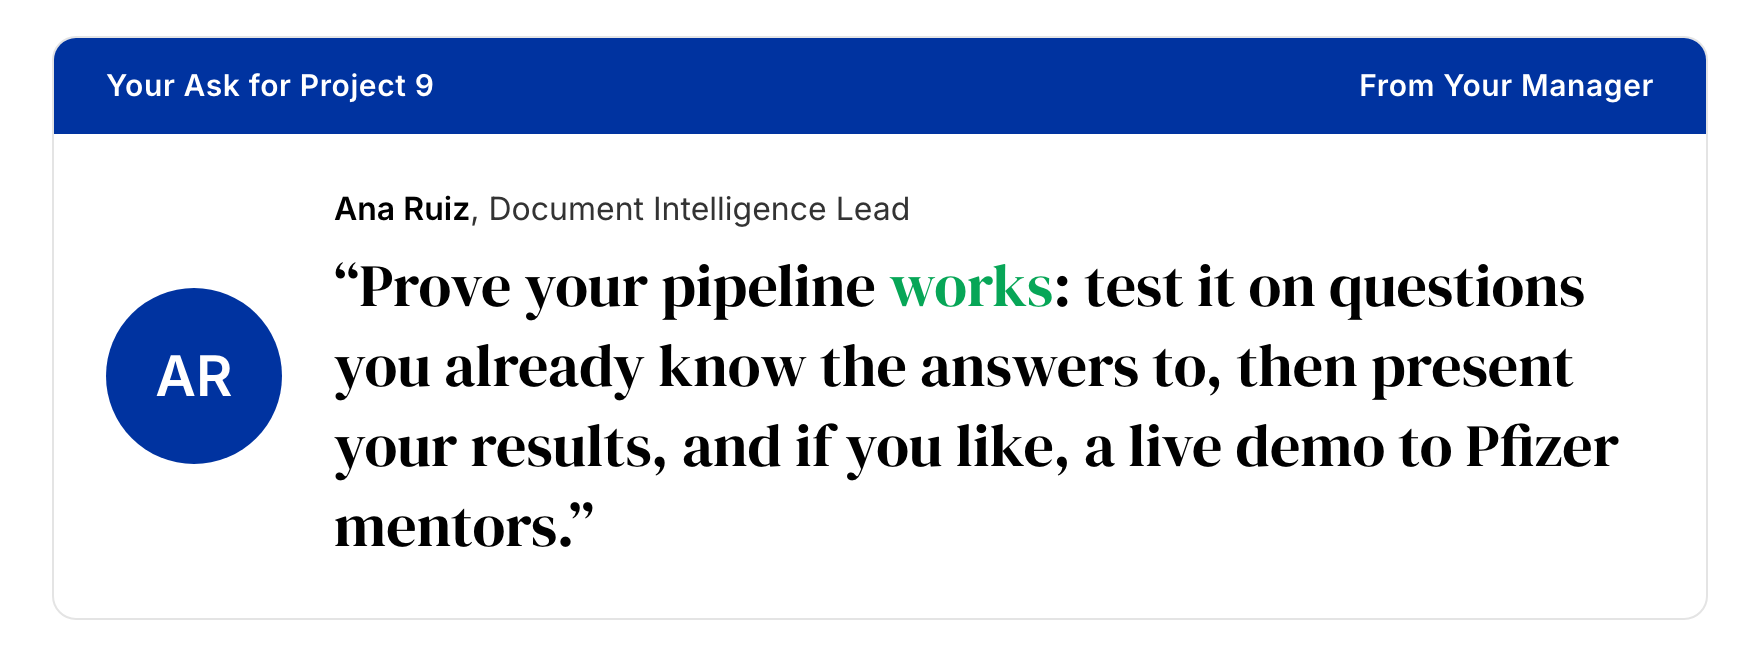 Your Ask for Project 9
From Your Manager
AR
Ana Ruiz, Document Intelligence Lead
“Prove your pipeline works: test it on questions
you already know the answers to, then present
your results, and if you like, a live demo to Pfizer
mentors.”